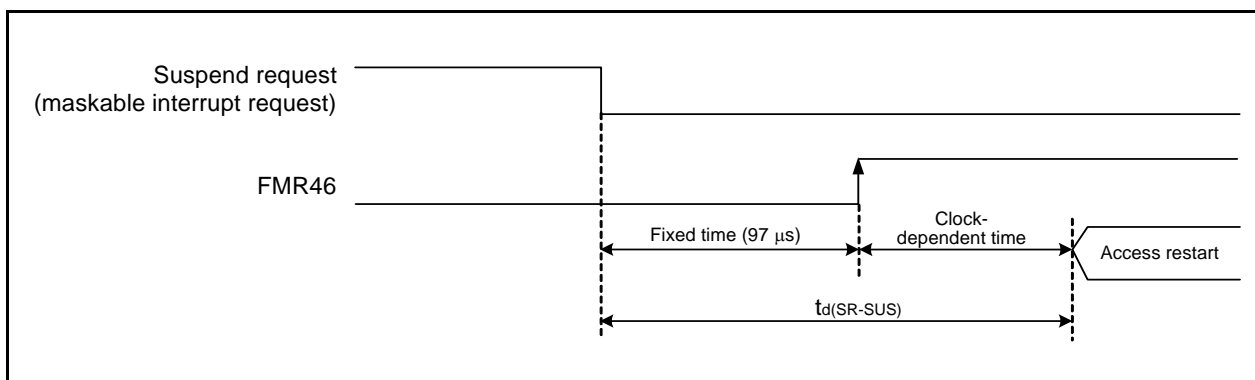 Suspend request
(maskable interrupt request)
FMR46
Fixed time (97 μs)
Clock-
dependent time
Access restart
td(SR-SUS)